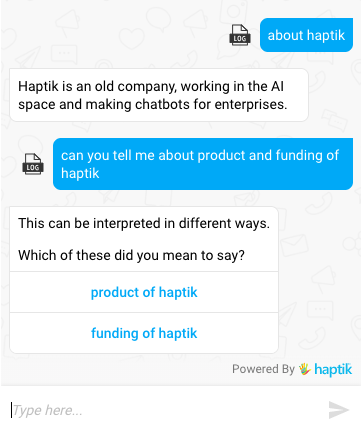 about haptik
LOG
Haptik is an old company, working in the AI
space and making chatbots for enterprises.
can you tell me about product and funding of
haptik
LOG
This can be interpreted in different ways.
Which of these did you mean to say?
product of haptik
funding of haptik
Powered By haptik
Type here...